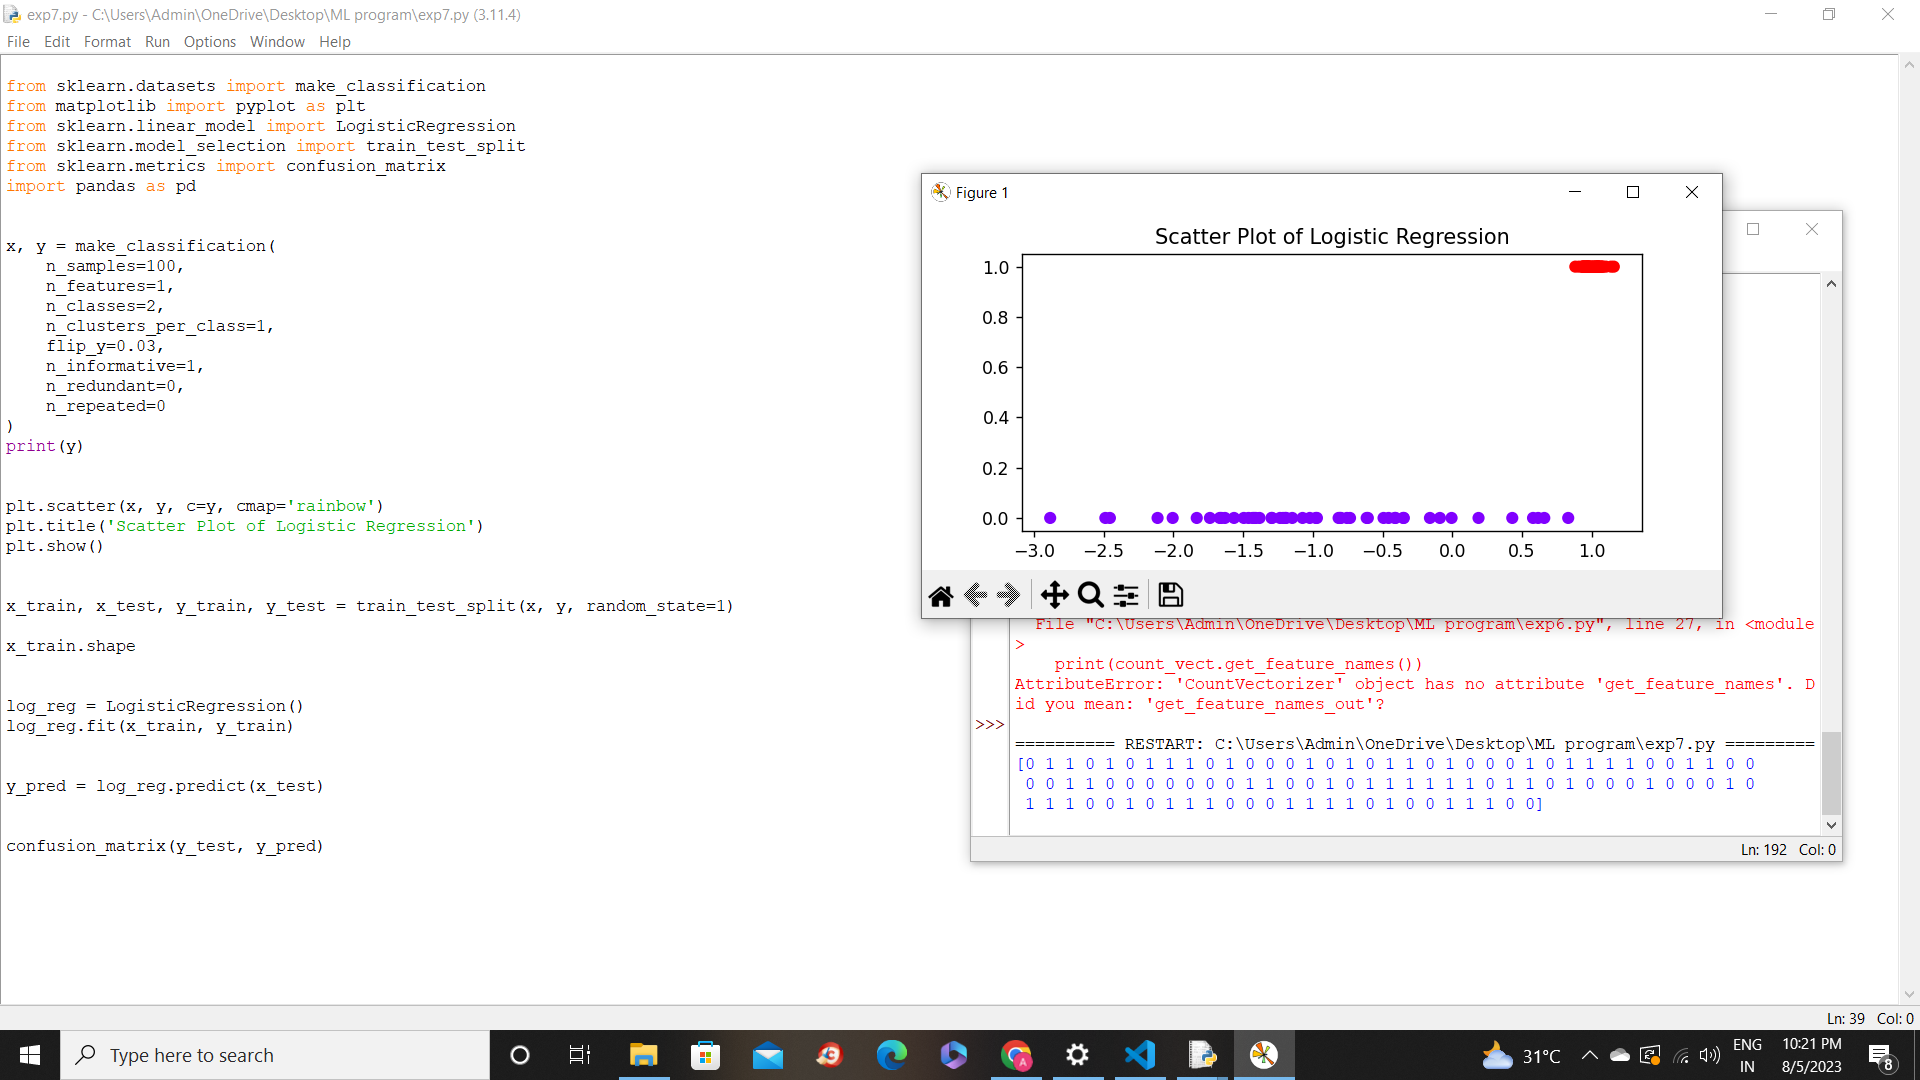 exp7.py - C:\Users\Admin\OneDrive\Desktop\ML program\exp7.py (3.11.4)
File Edit Format Run Options Window Help
from sklearn.datasets import make_classification
from matplotlib import pyplot as plt
from sklearn.linear_model import LogisticRegression
from sklearn.model_selection import train_test_split
from sklearn.metrics import confusion_matrix
import pandas as pd
x, y = make_classification(
    n_samples=100,
    n_features=1,
    n_classes=2,
    n_clusters_per_class=1,
    flip_y=0.03,
    n_informative=1,
    n_redundant=0,
    n_repeated=0
)
print(y)
plt.scatter(x, y, c=y, cmap='rainbow')
plt.title('Scatter Plot of Logistic Regression')
plt.show()
x_train, x_test, y_train, y_test = train_test_split(x, y, random_state=1)
x_train.shape
log_reg = LogisticRegression()
log_reg.fit(x_train, y_train)
y_pred = log_reg.predict(x_test)
confusion_matrix(y_test, y_pred)
Figure 1
Scatter Plot of Logistic Regression
1.0
0.8
0.6
0.4
0.2
0.0
−3.0 −2.5 −2.0 −1.5 −1.0 −0.5 0.0 0.5 1.0
File "C:\Users\Admin\OneDrive\Desktop\ML program\exp6.py", line 27, in <module
>
    print(count_vect.get_feature_names())
AttributeError: 'CountVectorizer' object has no attribute 'get_feature_names'. D
id you mean: 'get_feature_names_out'?
>>>
========== RESTART: C:\Users\Admin\OneDrive\Desktop\ML program\exp7.py =========
[0 1 1 0 1 0 1 1 1 0 1 0 0 0 1 0 1 0 1 1 0 1 0 0 0 1 0 1 1 1 1 0 0 1 1 0 0
 0 0 1 1 0 0 0 0 0 0 0 1 1 0 0 1 0 1 1 1 1 1 1 0 1 1 0 1 0 0 0 1 0 0 0 1 0
 1 1 1 0 0 1 0 1 1 1 0 0 0 1 1 1 1 0 1 0 0 1 1 1 0 0]
Ln: 192 Col: 0
Ln: 39 Col: 0
Type here to search
A
31°C
ENG
IN
10:21 PM
8/5/2023
8